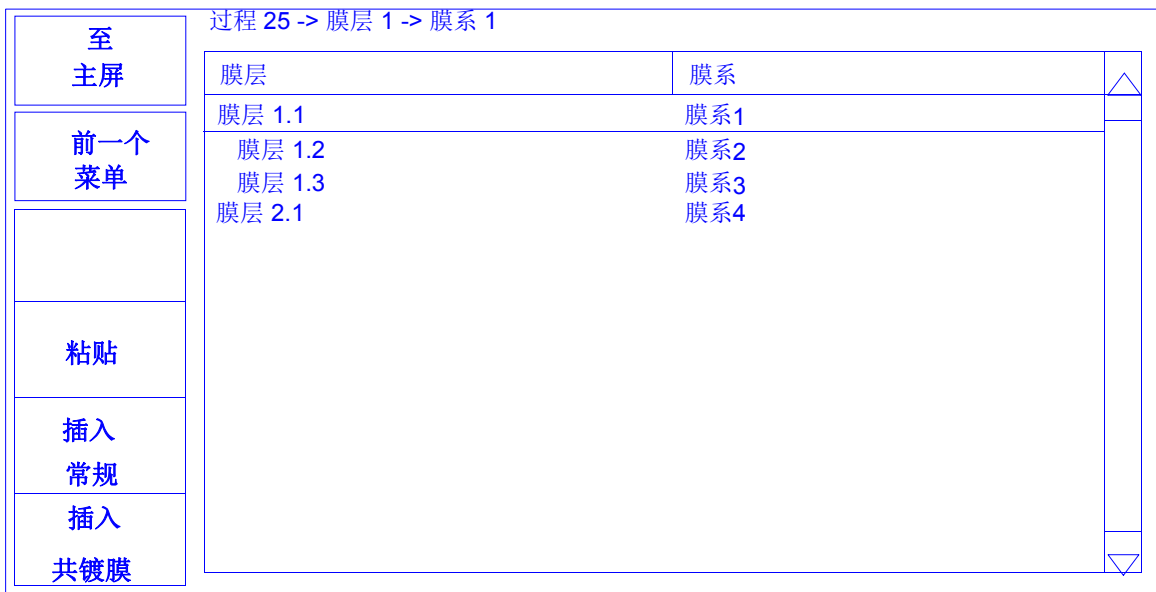 过程 25 -> 膜层 1 -> 膜系 1
至
主屏
前一个
菜单
粘贴
插入
常规
插入
共镀膜
膜层 膜系
膜层 1.1 膜系1
膜层 1.2 膜系2
膜层 1.3 膜系3
膜层 2.1 膜系4